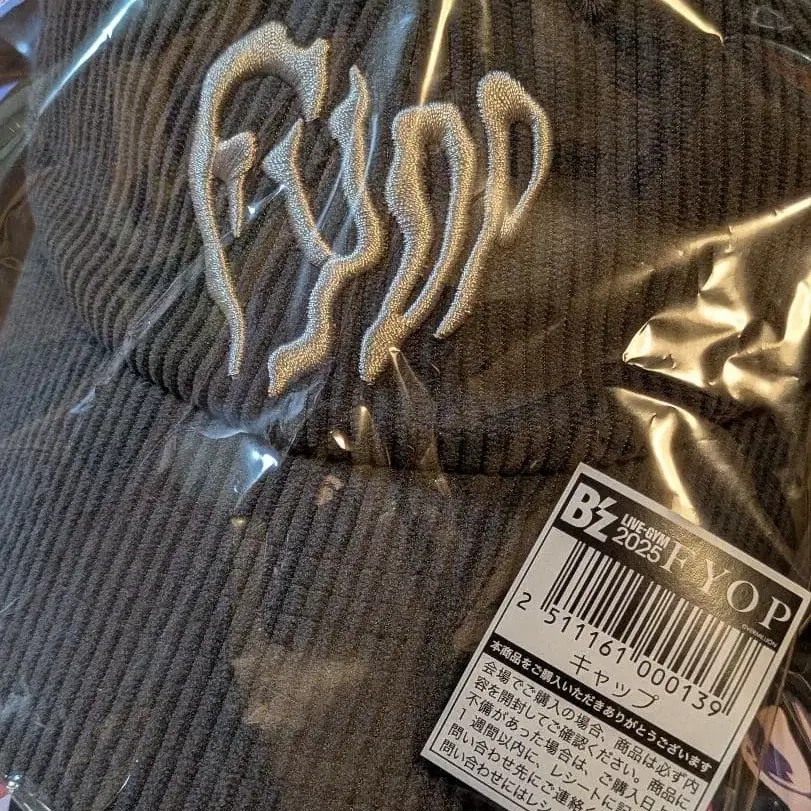 FYOP
B'z
LIVE-GYM
2025
FYOP
©VERMILLION
2 511161 000139
キャップ
本商品をご購入いただきありがとうございます
会場でご購入の場合、商品は必ず内
容を開封してご確認ください。商品に
不備があった場合は、ご購入日
1週間以内に、レシートに
問い合わせ先にご連絡
問い合わせにはレシ